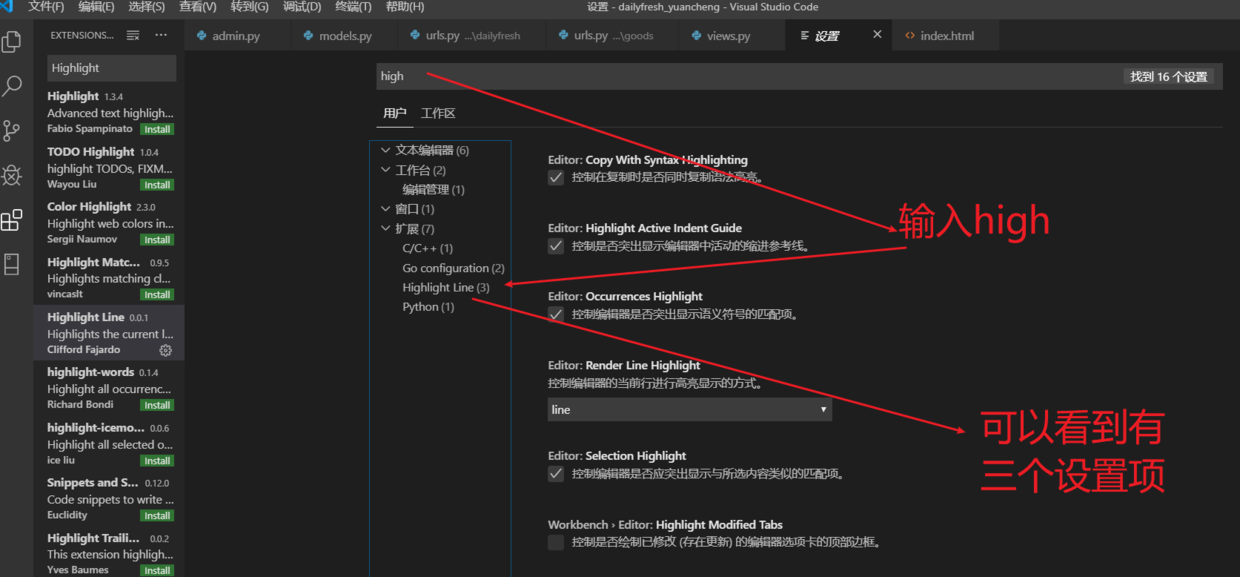 文件(F) 编辑(E) 选择(S) 查看(V) 转到(G) 调试(D) 终端(T) 帮助(H) 设置 - dailyfresh_yuancheng - Visual Studio Code
EXTENSIONS... admin.py models.py urls.py ...\dailyfresh urls.py ...\goods views.py 设置 index.html
Highlight
Highlight 1.3.4
Advanced text highligh...
Fabio Spampinato Install
TODO Highlight 1.0.4
highlight TODOs, FIXM...
Wayou Liu Install
Color Highlight 2.3.0
Highlight web colors in...
Sergii Naumov Install
Highlight Matc... 0.9.5
Highlights matching cl...
vincaslt Install
Highlight Line 0.0.1
Highlights the current l...
Clifford Fajardo
highlight-words 0.1.4
Highlight all occurrenc...
Richard Bondi Install
highlight-icemo... 0.0.6
Highlight all selected o...
ice liu Install
Snippets and S... 0.12.0
Code snippets to write ...
Euclidity Install
Highlight Traili... 0.0.2
This extension highligh...
Yves Baumes Install
high 找到 16 个设置
用户 工作区
文本编辑器 (6)
工作台 (2)
编辑管理 (1)
窗口 (1)
扩展 (7)
C/C++ (1)
Go configuration (2)
Highlight Line (3)
Python (1)
Editor: Copy With Syntax Highlighting
控制在复制时是否同时复制语法高亮。
Editor: Highlight Active Indent Guide
控制是否突出显示编辑器中活动的缩进参考线。
Editor: Occurrences Highlight
控制编辑器是否突出显示语义符号的匹配项。
Editor: Render Line Highlight
控制编辑器的当前行进行高亮显示的方式。
line
Editor: Selection Highlight
控制编辑器是否应突出显示与所选内容类似的匹配项。
Workbench › Editor: Highlight Modified Tabs
控制是否绘制已修改 (存在更新) 的编辑器选项卡的顶部边框。
输入high
可以看到有
三个设置项